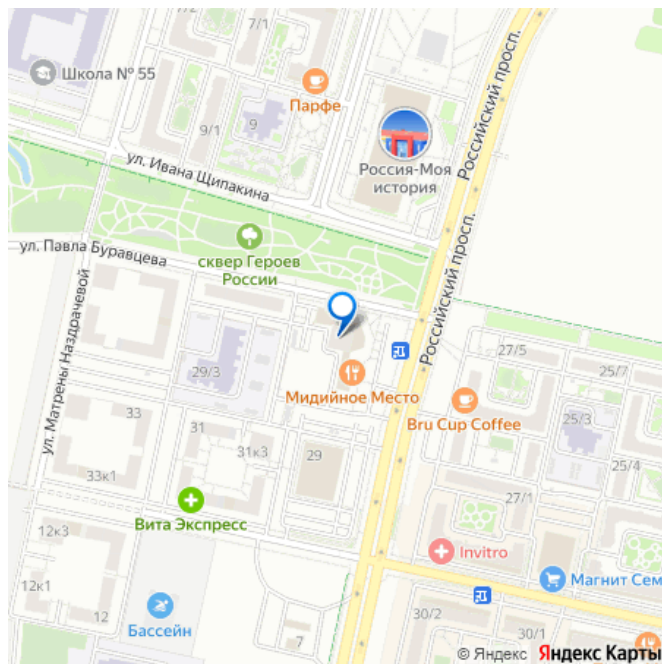 Российский просп.
Школа № 55
7/1
Парфе
9/1
9
Россия-Моя
история
ул. Ивана Щипакина
Российский просп.
ул. Павла Буравцева
сквер Героев
России
ул. Матрены Наздрачевой
Российский просп.
27/5
25/7
29/3
Мидийное Место
Bru Cup Coffee
33
31
25/3
31к3
29
25/4
33к1
27/1
Вита Экспресс
12к3
Invitro
Магнит Сем
12к1
12
Бассейн
30/2
30/1
7
© Яндекс Яндекс Карты